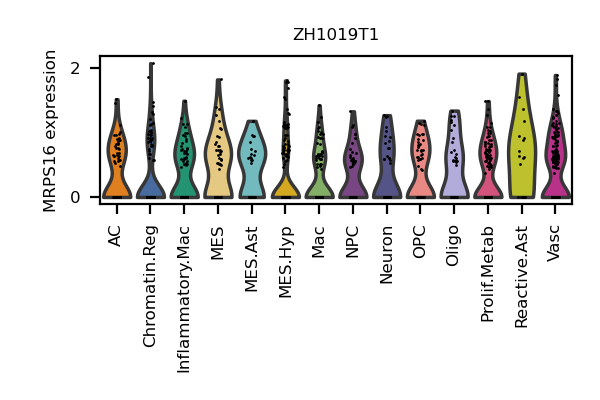 ZH1019T1
MRPS16 expression
2
0
AC
Chromatin.Reg
Inflammatory.Mac
MES
MES.Ast
MES.Hyp
Mac
NPC
Neuron
OPC
Oligo
Prolif.Metab
Reactive.Ast
Vasc